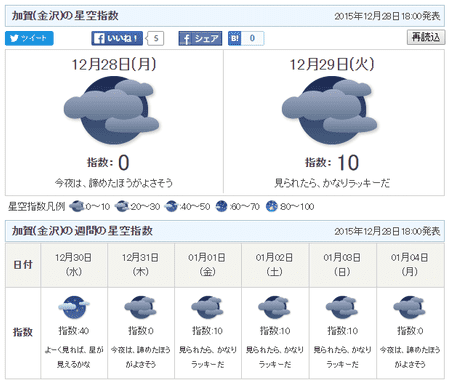 加賀(金沢)の星空指数 2015年12月28日18:00発表
ツイート いいね！ 5 シェア B! 0 再読込
12月28日(月) 12月29日(火)
指数：0 指数：10
今夜は、諦めたほうがよさそう 見られたら、かなりラッキーだ
星空指数凡例 :0～10 :20～30 :40～50 :60～70 :80～100
加賀(金沢)の週間の星空指数 2015年12月28日18:00発表
日付 12月30日 12月31日 01月01日 01月02日 01月03日 01月04日
(水) (木) (金) (土) (日) (月)
指数 指数:40 指数:0 指数:10 指数:10 指数:10 指数:0
よーく見れば、星が 今夜は、諦めたほう 見られたら、かなり 見られたら、かなり 見られたら、かなり 今夜は、諦めたほう
見えるかな がよさそう ラッキーだ ラッキーだ ラッキーだ がよさそう